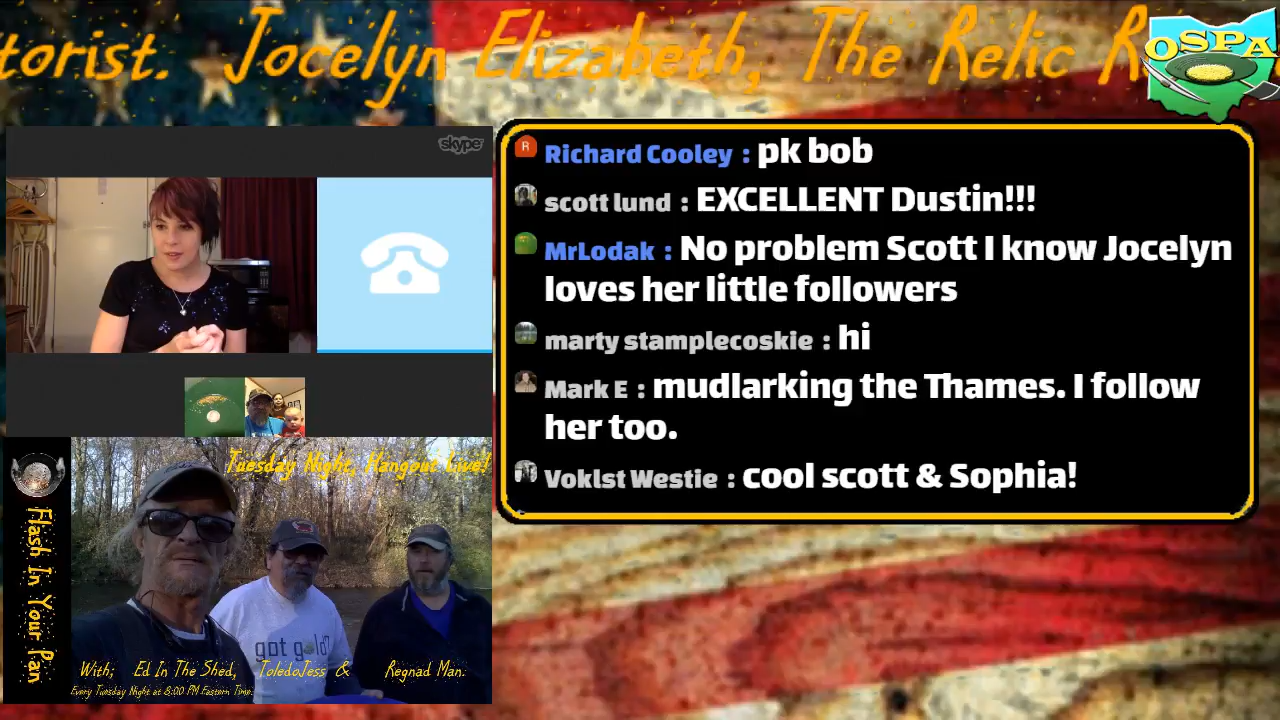 torist. Jocelyn Elizabeth, The Relic R
OSPA
skype
R
Richard Cooley : pk bob
scott lund : EXCELLENT Dustin!!!
MrLodak : No problem Scott I know Jocelyn
loves her little followers
marty stamplecoskie : hi
Mark E : mudlarking the Thames. I follow
her too.
Voklst Westie : cool scott & Sophia!
Tuesday Night, Hangout Live!
Flash In Your Pan
got gold?
With; Ed In The Shed, ToledoJess & Regnad Man.
Every Tuesday Night at 8:00 PM Eastern Time.